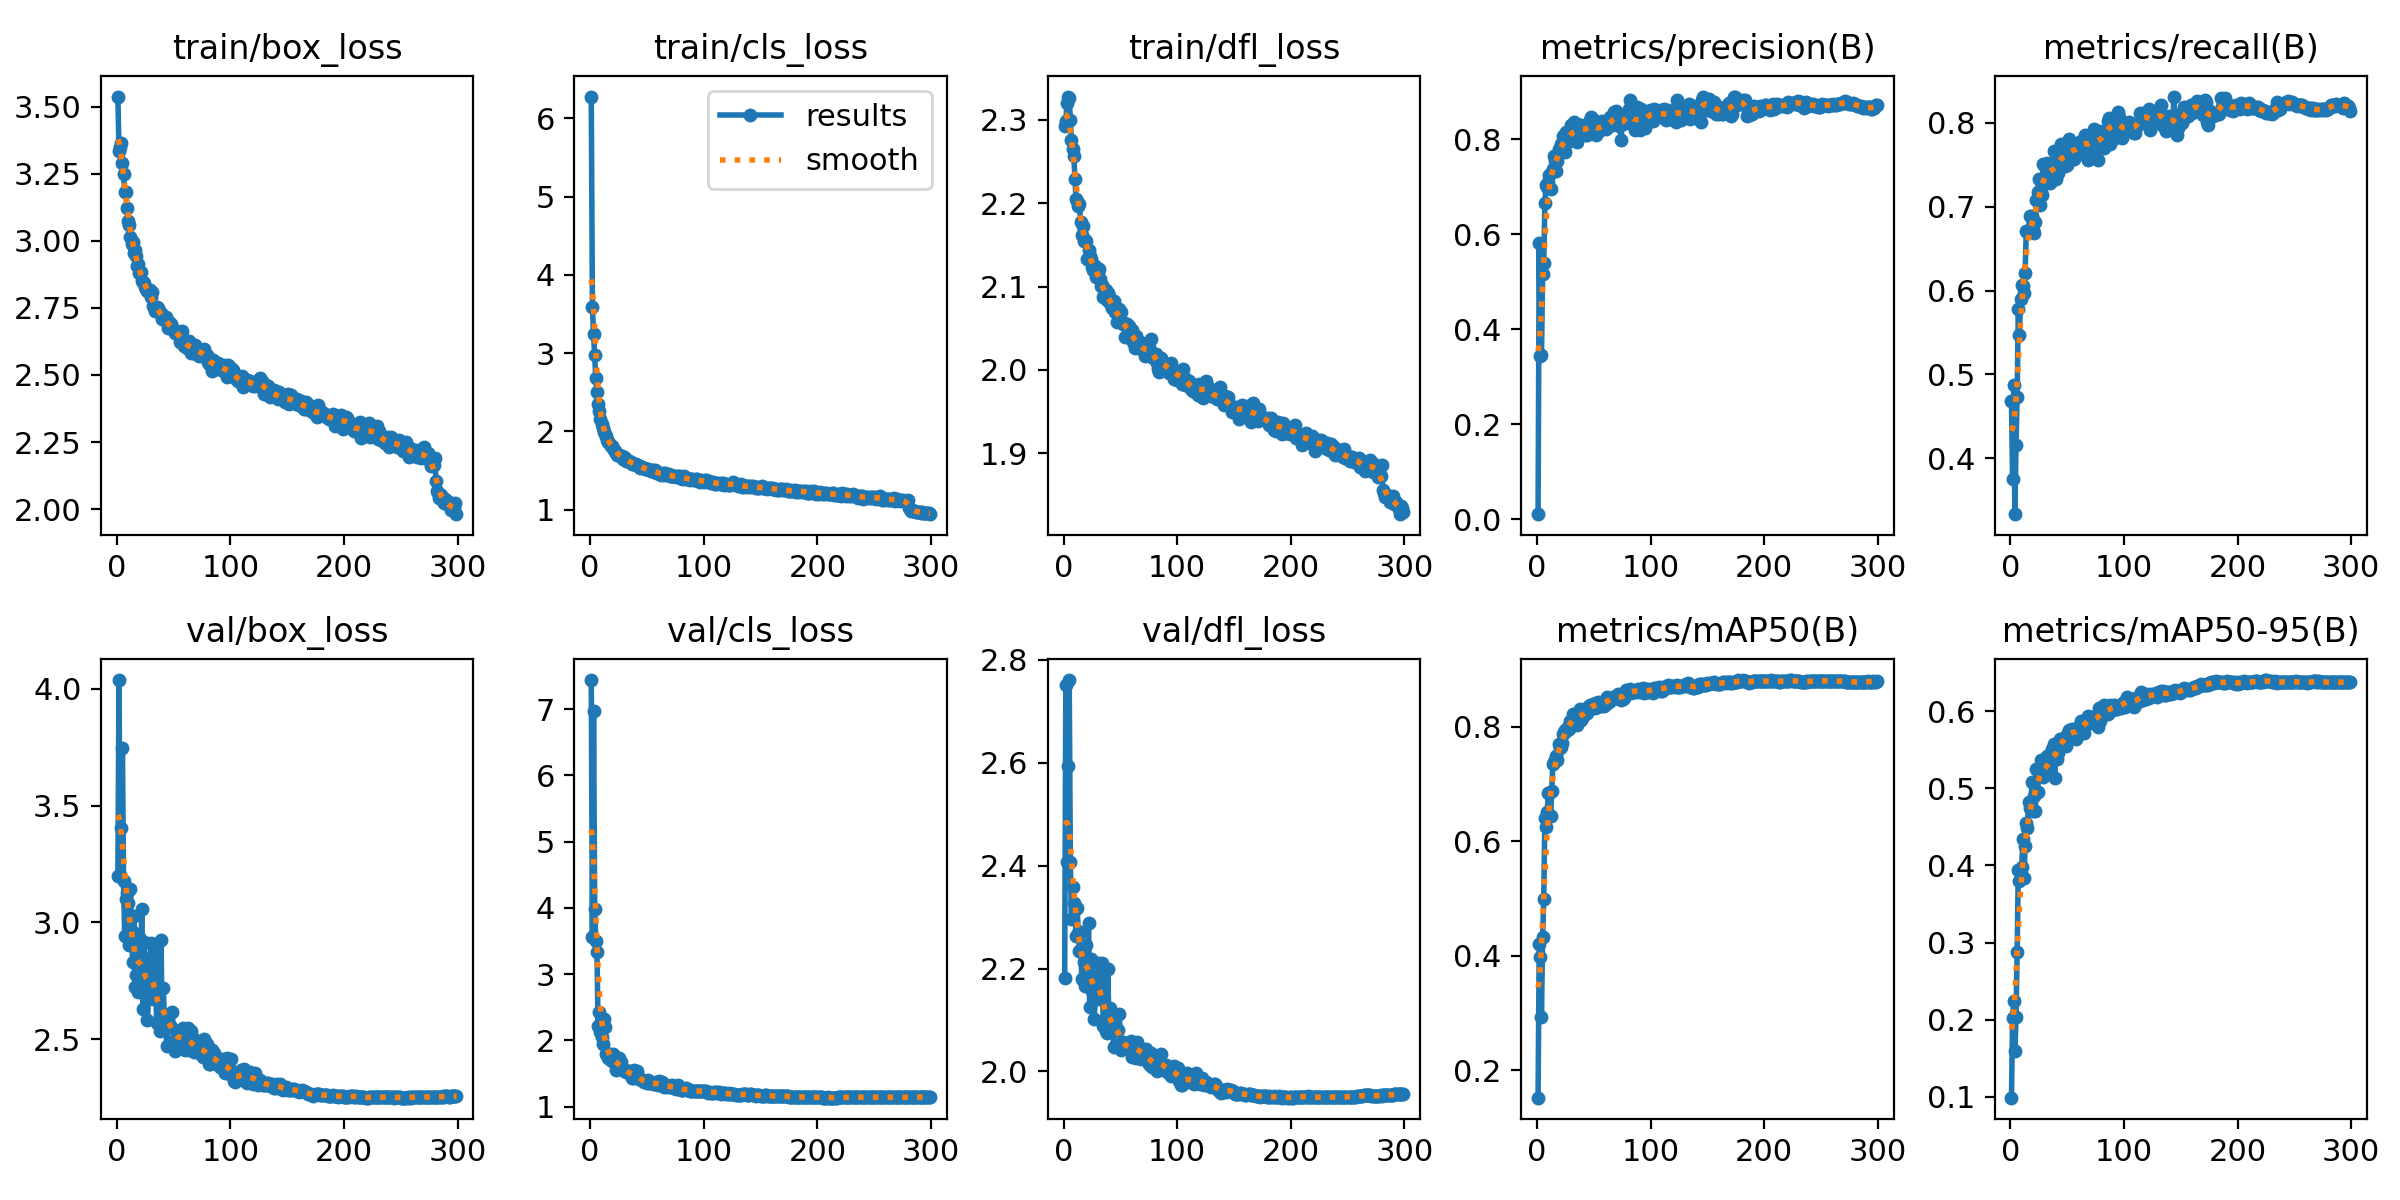 train/box_loss
3.50
3.25
3.00
2.75
2.50
2.25
2.00
0 100 200 300
train/cls_loss
results
smooth
6
5
4
3
2
1
0 100 200 300
train/dfl_loss
2.3
2.2
2.1
2.0
1.9
0 100 200 300
metrics/precision(B)
0.8
0.6
0.4
0.2
0.0
0 100 200 300
metrics/recall(B)
0.8
0.7
0.6
0.5
0.4
0 100 200 300
val/box_loss
4.0
3.5
3.0
2.5
0 100 200 300
val/cls_loss
7
6
5
4
3
2
1
0 100 200 300
val/dfl_loss
2.8
2.6
2.4
2.2
2.0
0 100 200 300
metrics/mAP50(B)
0.8
0.6
0.4
0.2
0 100 200 300
metrics/mAP50-95(B)
0.6
0.5
0.4
0.3
0.2
0.1
0 100 200 300